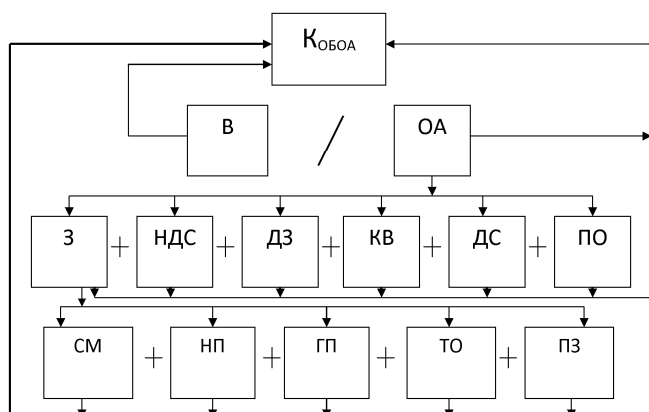 КОБОА
В / ОА
З + НДС + ДЗ + КВ + ДС + ПО
СМ + НП + ГП + ТО + ПЗ